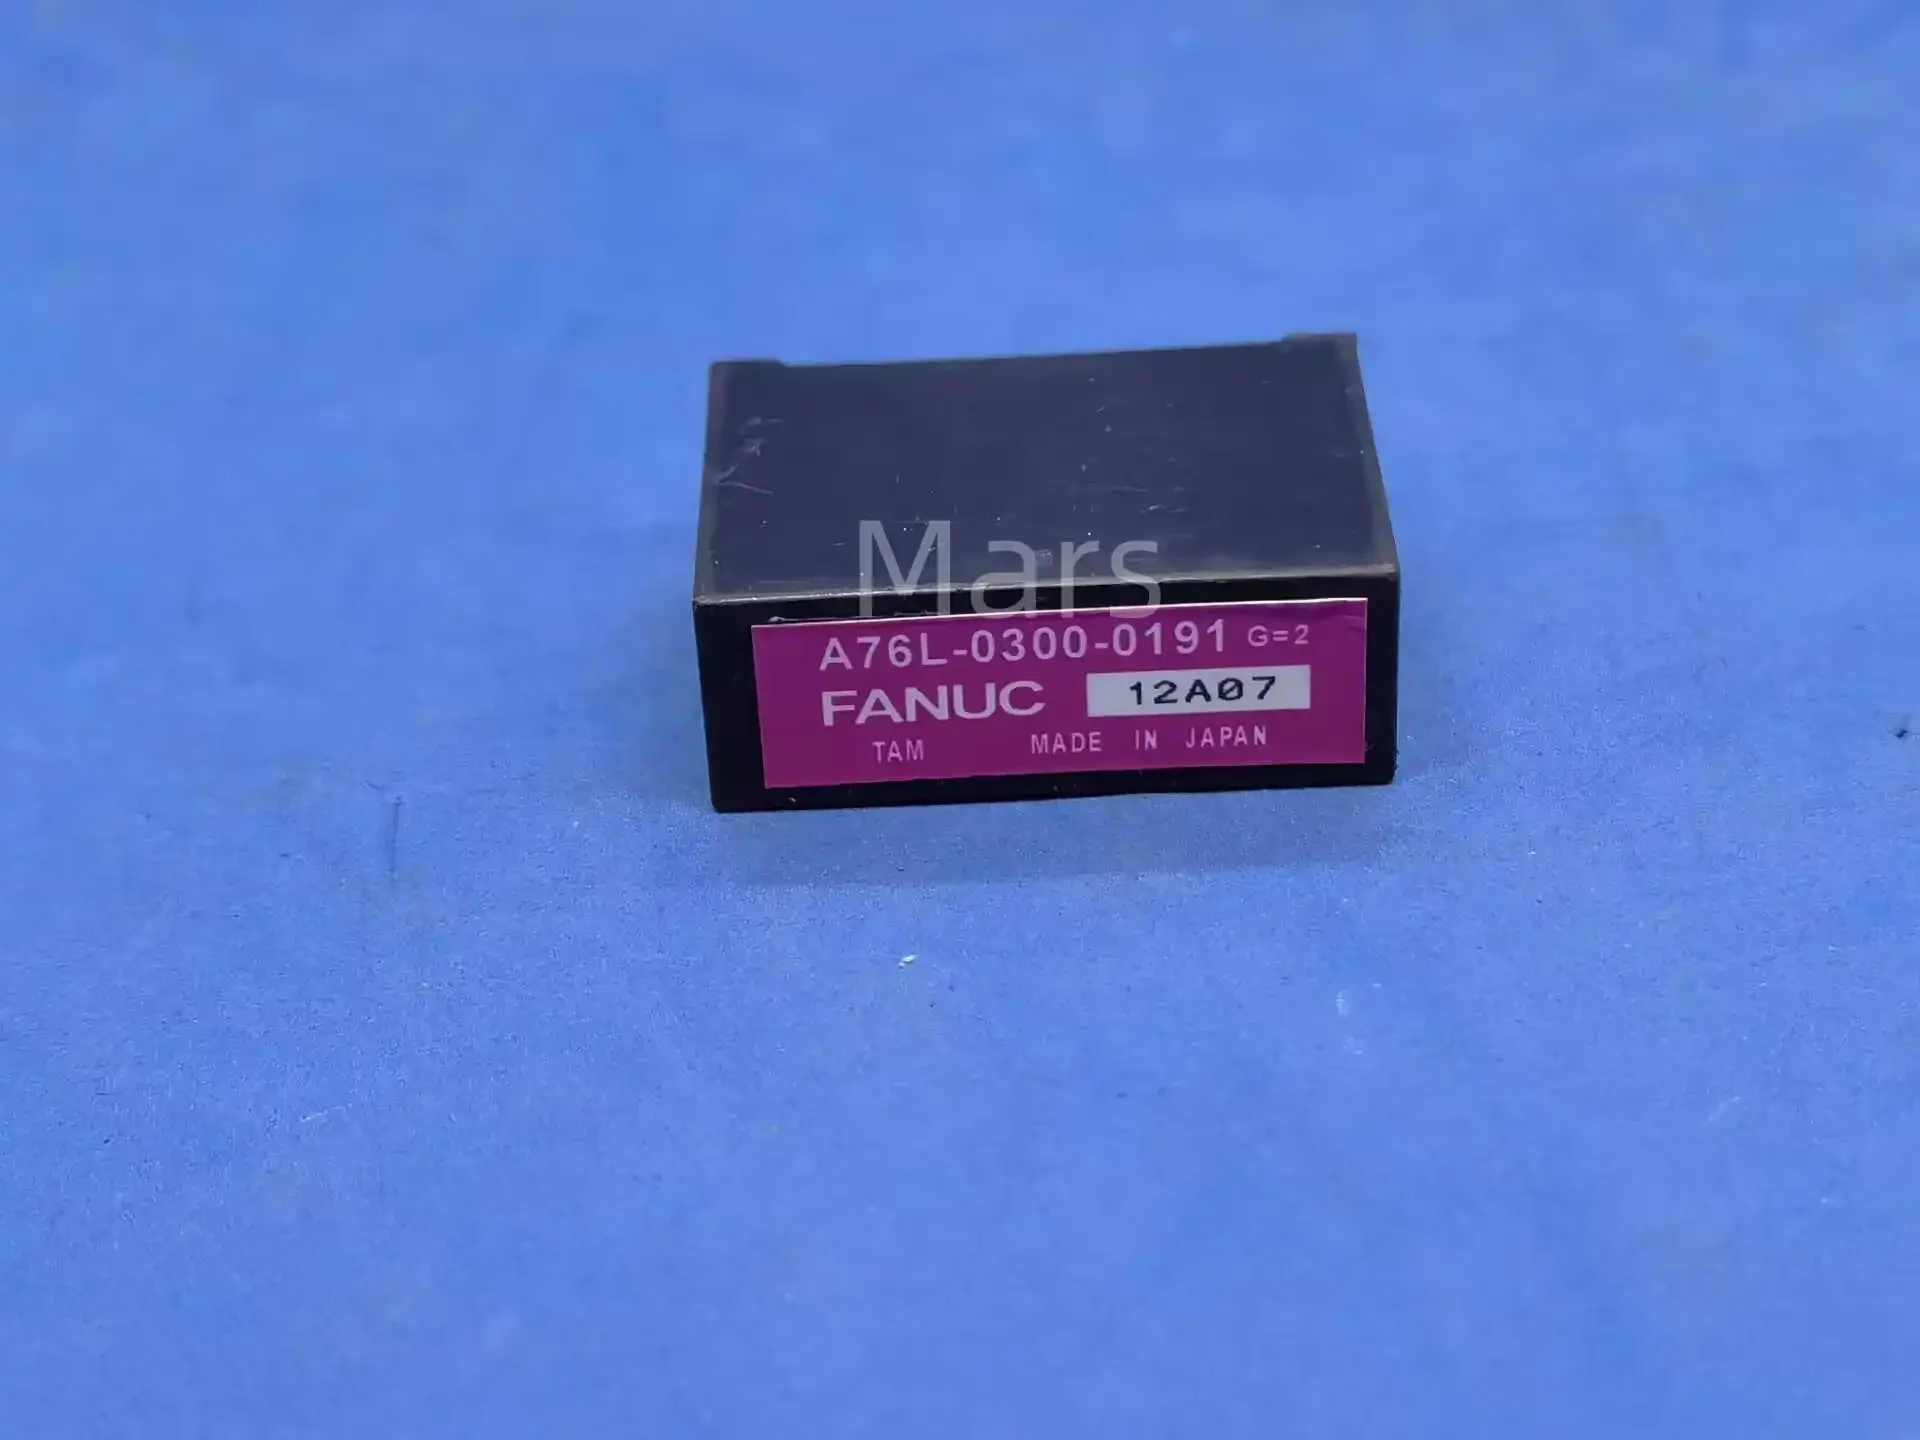 Mars
A76L-0300-0191 G=2
FANUC 12A07
TAM MADE IN JAPAN